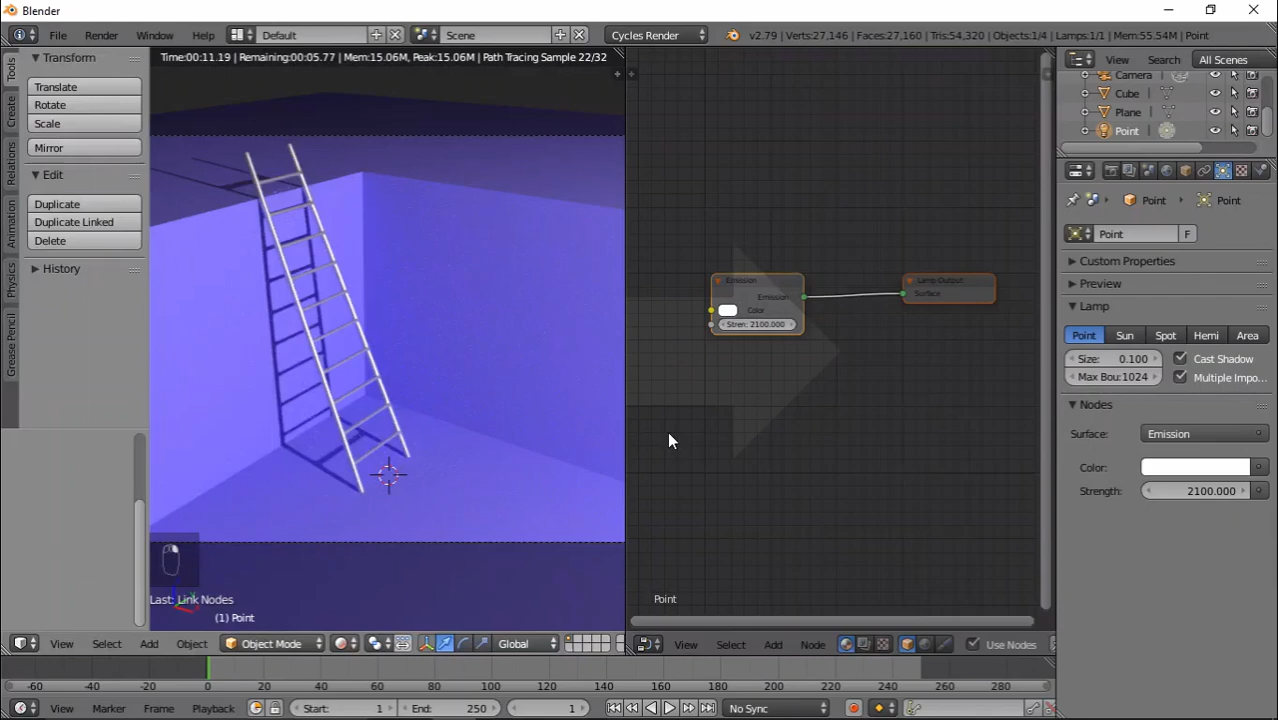 Blender
File Render Window Help Default Scene Cycles Render v2.79 | Verts:27,146 | Faces:27,160 | Tris:54,320 | Objects:1/4 | Lamps:1/1 | Mem:55.54M | Point
Time:00:11.19 | Remaining:00:05.77 | Mem:15.06M, Peak:15.06M | Path Tracing Sample 22/32
View Search All Scenes
Camera
Cube
Plane
Point
Tools
Create
Relations
Animation
Physics
Grease Pencil
Transform
Translate
Rotate
Scale
Mirror
Edit
Duplicate
Duplicate Linked
Delete
History
Last: Link Nodes
(1) Point
Emission
Emission
Color
Stren: 2100.000
Lamp Output
Surface
Point
Point Point
Point F
Custom Properties
Preview
Lamp
Point Sun Spot Hemi Area
Size: 0.100 Cast Shadow
Max Bou:1024 Multiple Impo...
Nodes
Surface: Emission
Color:
Strength: 2100.000
View Select Add Object Object Mode Global
View Select Add Node Use Nodes
-60 -40 -20 0 20 40 60 80 100 120 140 160 180 200 220 240 260 280
View Marker Frame Playback Start: 1 End: 250 1 No Sync